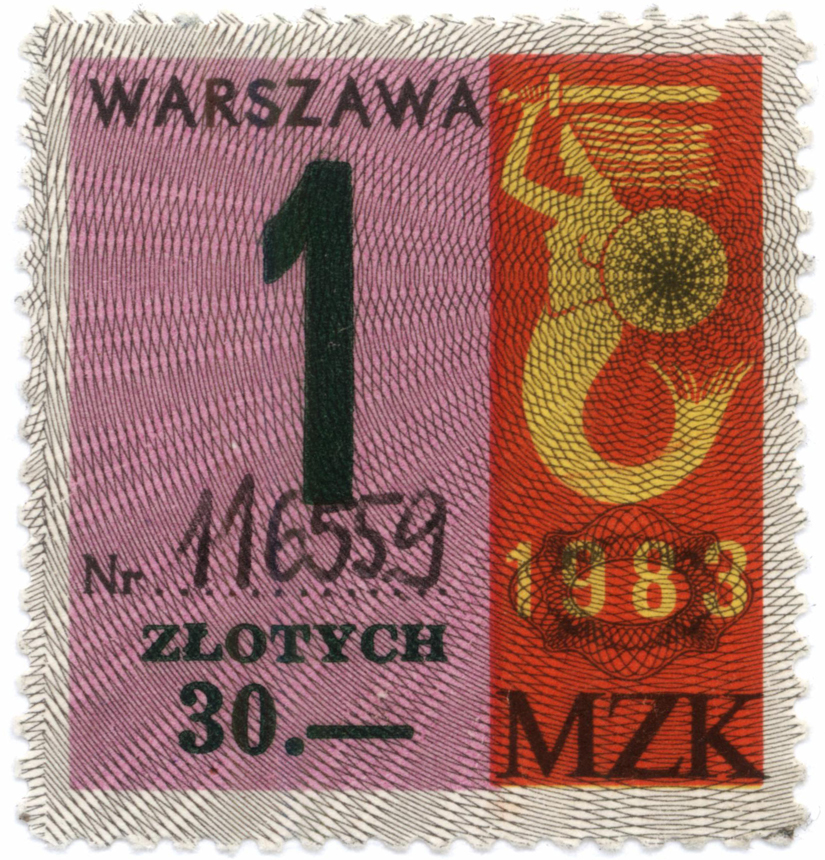 WARSZAWA
1
Nr. 116559
ZŁOTYCH
30.—
1983
MZK